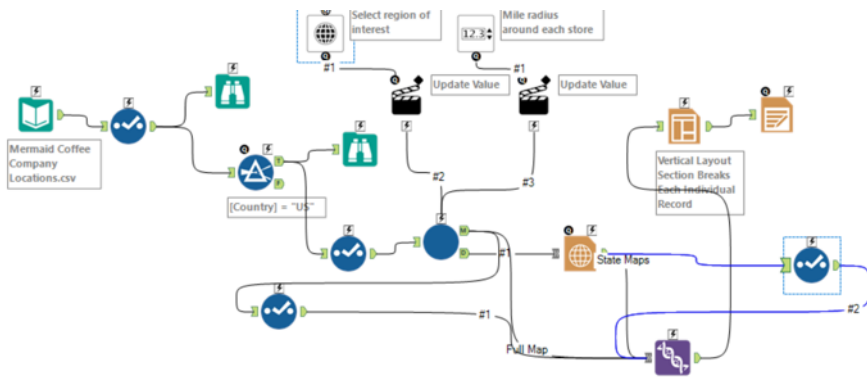 Select region of
interest
Mile radius
around each store
12.3
#1
#1
Q
Q
Q
Q
Update Value
Update Value
Mermaid Coffee
Company
Locations.csv
Q
T
F
[Country] = "US"
#2
#3
Q
Vertical Layout
Section Breaks
Each Individual
Record
M
D
#1
Q
State Maps
#2
#1
Full Map